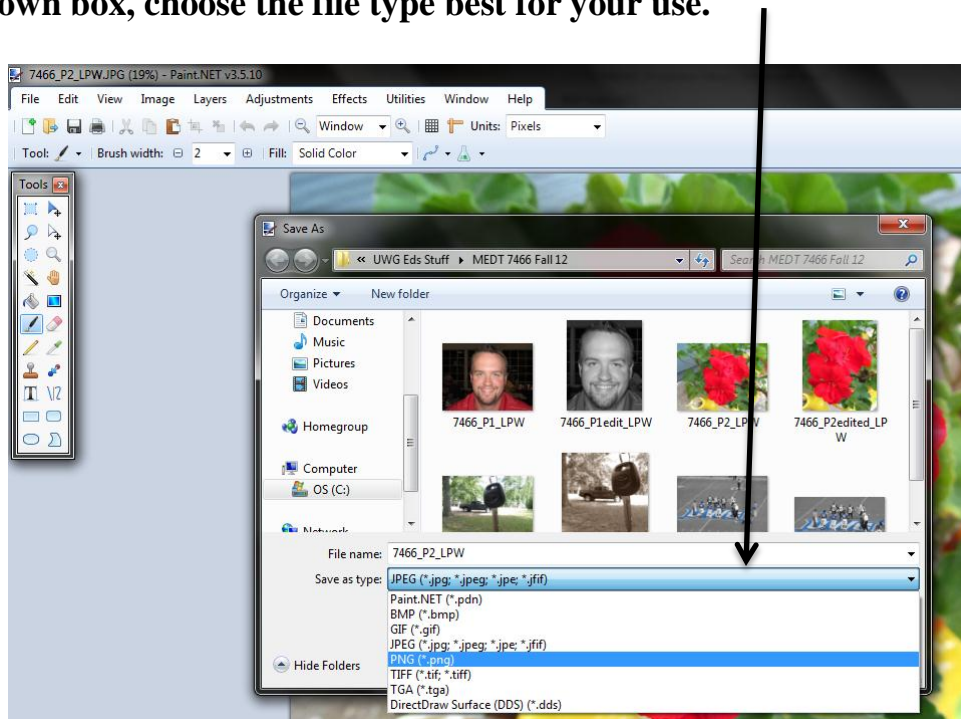 own box, choose the file type best for your use.
7466_P2_LPW.JPG (19%) - Paint.NET v3.5.10
File Edit View Image Layers Adjustments Effects Utilities Window Help
Window Units: Pixels
Tool: Brush width: 2 Fill: Solid Color
Tools
Save As
« UWG Eds Stuff MEDT 7466 Fall 12 Search MEDT 7466 Fall 12
Organize New folder
Documents
Music
Pictures
Videos
Homegroup
Computer
OS (C:)
Network
7466_P1_LPW 7466_P1edit_LPW 7466_P2_LPW 7466_P2edited_LP
W
File name: 7466_P2_LPW
Save as type: JPEG (*.jpg; *.jpeg; *.jpe; *.jfif)
Paint.NET (*.pdn)
BMP (*.bmp)
GIF (*.gif)
JPEG (*.jpg; *.jpeg; *.jpe; *.jfif)
PNG (*.png)
TIFF (*.tif; *.tiff)
TGA (*.tga)
DirectDraw Surface (DDS) (*.dds)
Hide Folders